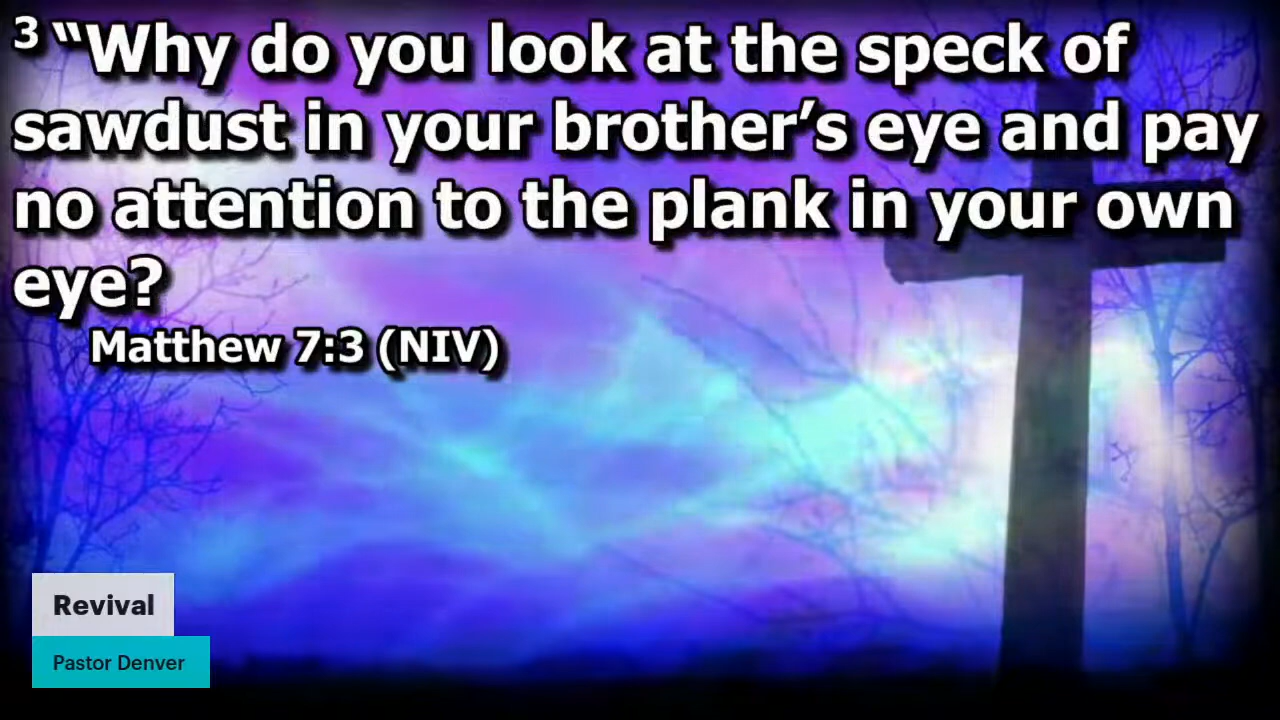 3 “Why do you look at the speck of
sawdust in your brother’s eye and pay
no attention to the plank in your own
eye?
Matthew 7:3 (NIV)
Revival
Pastor Denver